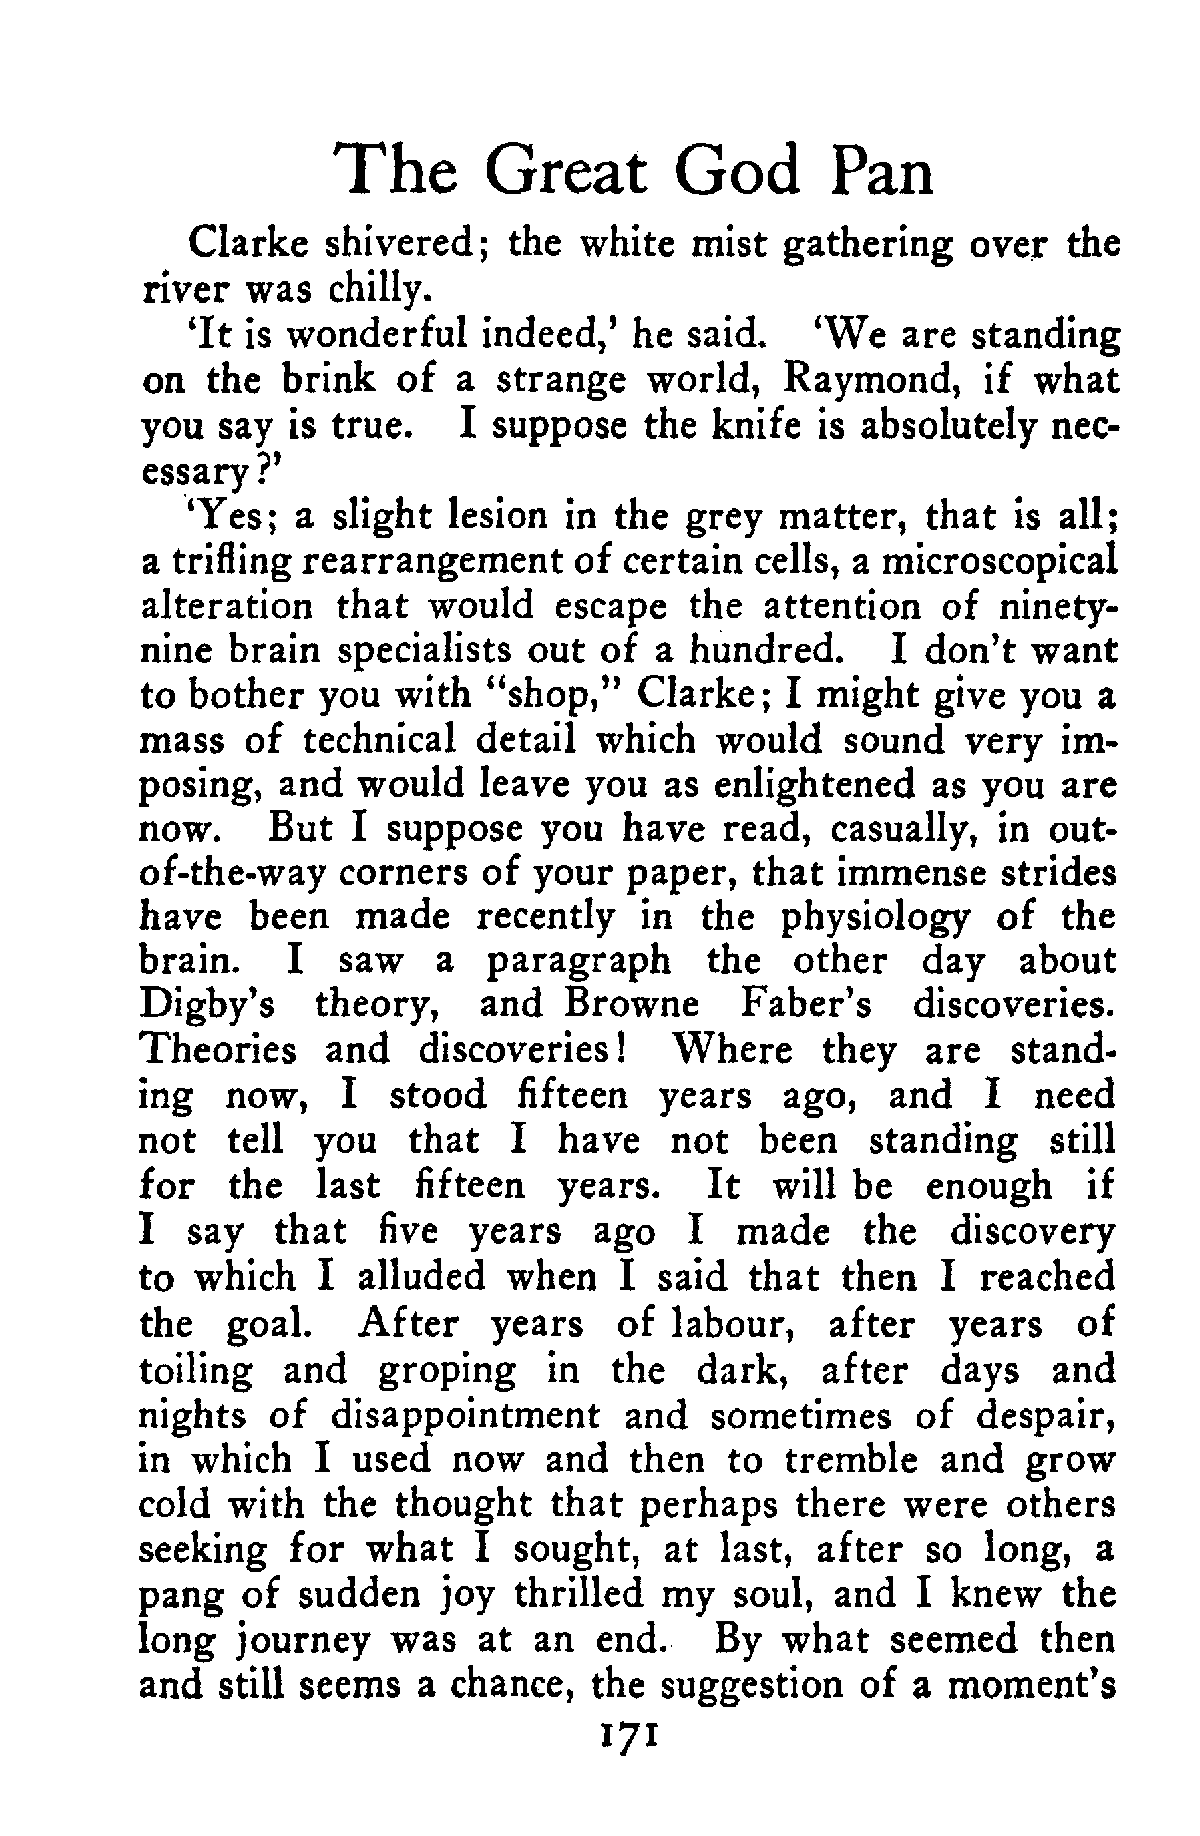 The Great God Pan
Clarke shivered; the white mist gathering over the
river was chilly.
‘It is wonderful indeed,’ he said. ‘We are standing
on the brink of a strange world, Raymond, if what
you say is true. I suppose the knife is absolutely nec-
essary?’
‘Yes; a slight lesion in the grey matter, that is all;
a trifling rearrangement of certain cells, a microscopical
alteration that would escape the attention of ninety-
nine brain specialists out of a hundred. I don’t want
to bother you with “shop,” Clarke; I might give you a
mass of technical detail which would sound very im-
posing, and would leave you as enlightened as you are
now. But I suppose you have read, casually, in out-
of-the-way corners of your paper, that immense strides
have been made recently in the physiology of the
brain. I saw a paragraph the other day about
Digby’s theory, and Browne Faber’s discoveries.
Theories and discoveries! Where they are stand-
ing now, I stood fifteen years ago, and I need
not tell you that I have not been standing still
for the last fifteen years. It will be enough if
I say that five years ago I made the discovery
to which I alluded when I said that then I reached
the goal. After years of labour, after years of
toiling and groping in the dark, after days and
nights of disappointment and sometimes of despair,
in which I used now and then to tremble and grow
cold with the thought that perhaps there were others
seeking for what I sought, at last, after so long, a
pang of sudden joy thrilled my soul, and I knew the
long journey was at an end. By what seemed then
and still seems a chance, the suggestion of a moment’s
171